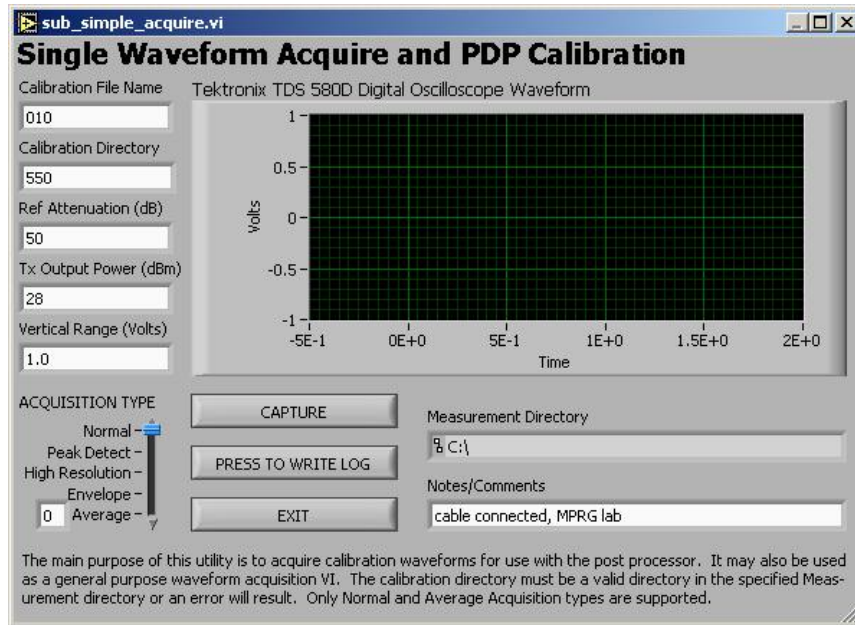 sub_simple_acquire.vi
Single Waveform Acquire and PDP Calibration
Calibration File Name
010
Calibration Directory
550
Ref Attenuation (dB)
50
Tx Output Power (dBm)
28
Vertical Range (Volts)
1.0
Tektronix TDS 580D Digital Oscilloscope Waveform
Volts
1
0.5
0
-0.5
-1
-5E-1 0E+0 5E-1 1E+0 1.5E+0 2E+0
Time
ACQUISITION TYPE
Normal
Peak Detect
High Resolution
Envelope
0 Average
CAPTURE
PRESS TO WRITE LOG
EXIT
Measurement Directory
C:\
Notes/Comments
cable connected, MPRG lab
The main purpose of this utility is to acquire calibration waveforms for use with the post processor. It may also be used
as a general purpose waveform acquisition VI. The calibration directory must be a valid directory in the specified Meas-
urement directory or an error will result. Only Normal and Average Acquisition types are supported.